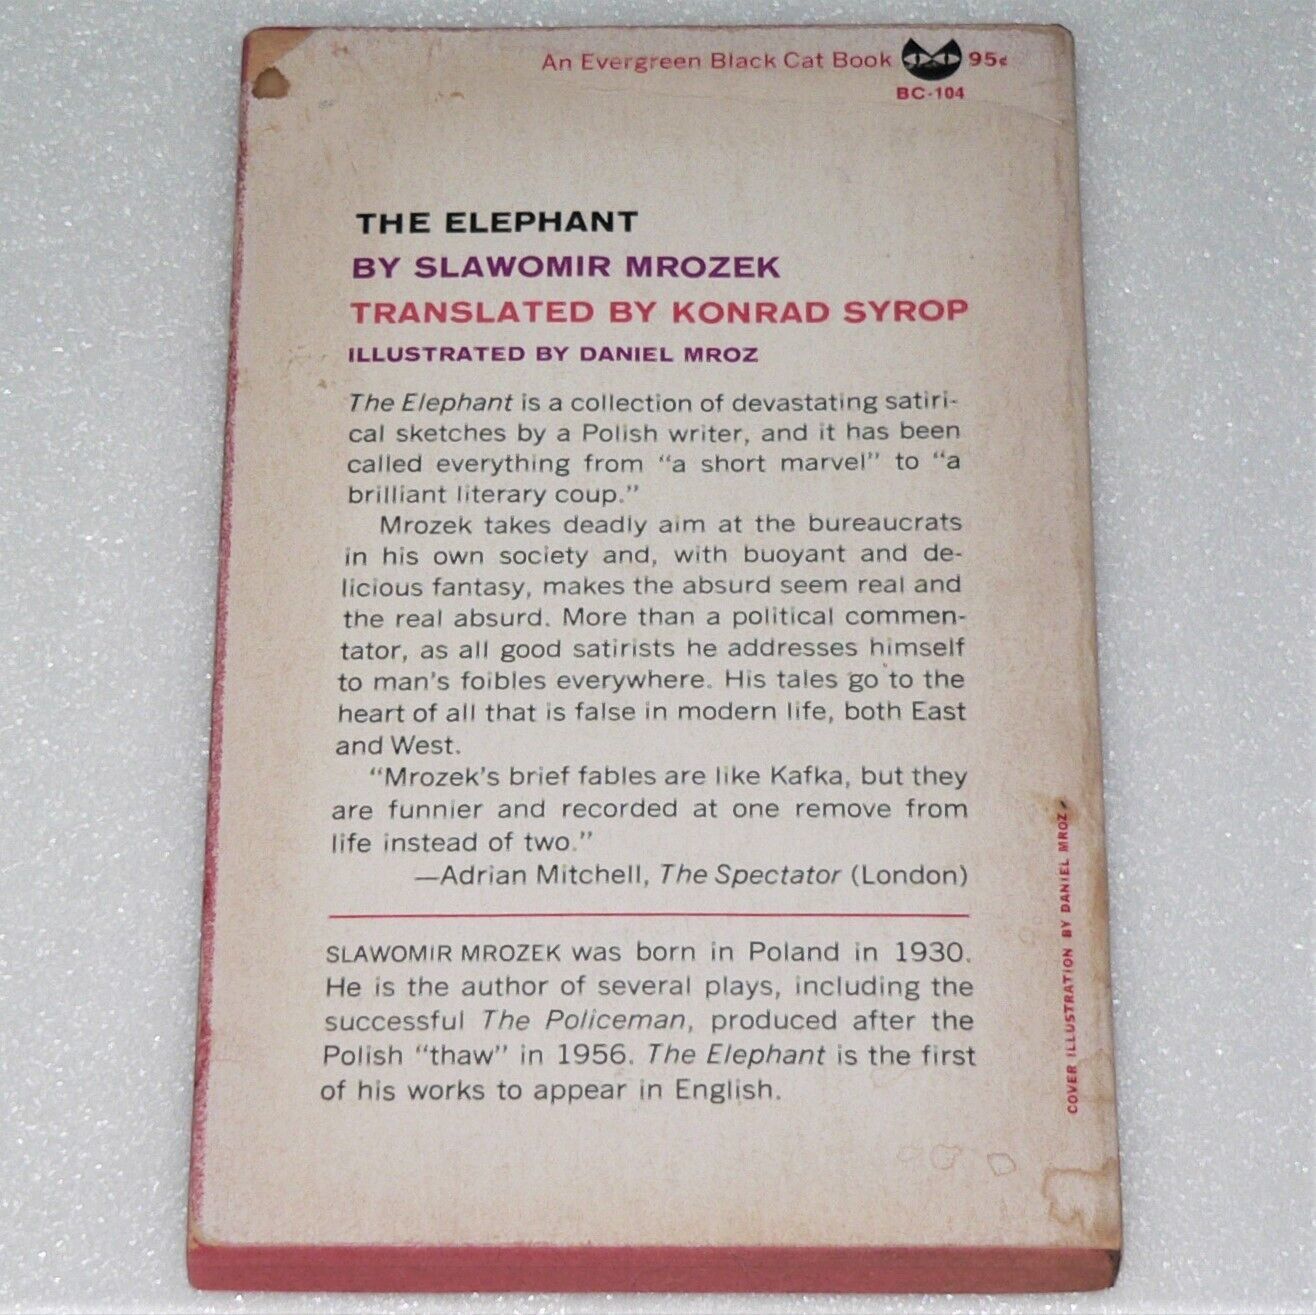 An Evergreen Black Cat Book 95¢
BC-104
THE ELEPHANT
BY SLAWOMIR MROZEK
TRANSLATED BY KONRAD SYROP
ILLUSTRATED BY DANIEL MROZ
The Elephant is a collection of devastating satiri-
cal sketches by a Polish writer, and it has been
called everything from “a short marvel” to “a
brilliant literary coup.”
Mrozek takes deadly aim at the bureaucrats
in his own society and, with buoyant and de-
licious fantasy, makes the absurd seem real and
the real absurd. More than a political commen-
tator, as all good satirists he addresses himself
to man's foibles everywhere. His tales go to the
heart of all that is false in modern life, both East
and West.
“Mrozek's brief fables are like Kafka, but they
are funnier and recorded at one remove from
life instead of two.”
—Adrian Mitchell, The Spectator (London)
SLAWOMIR MROZEK was born in Poland in 1930.
He is the author of several plays, including the
successful The Policeman, produced after the
Polish “thaw” in 1956. The Elephant is the first
of his works to appear in English.
COVER ILLUSTRATION BY DANIEL MROZ